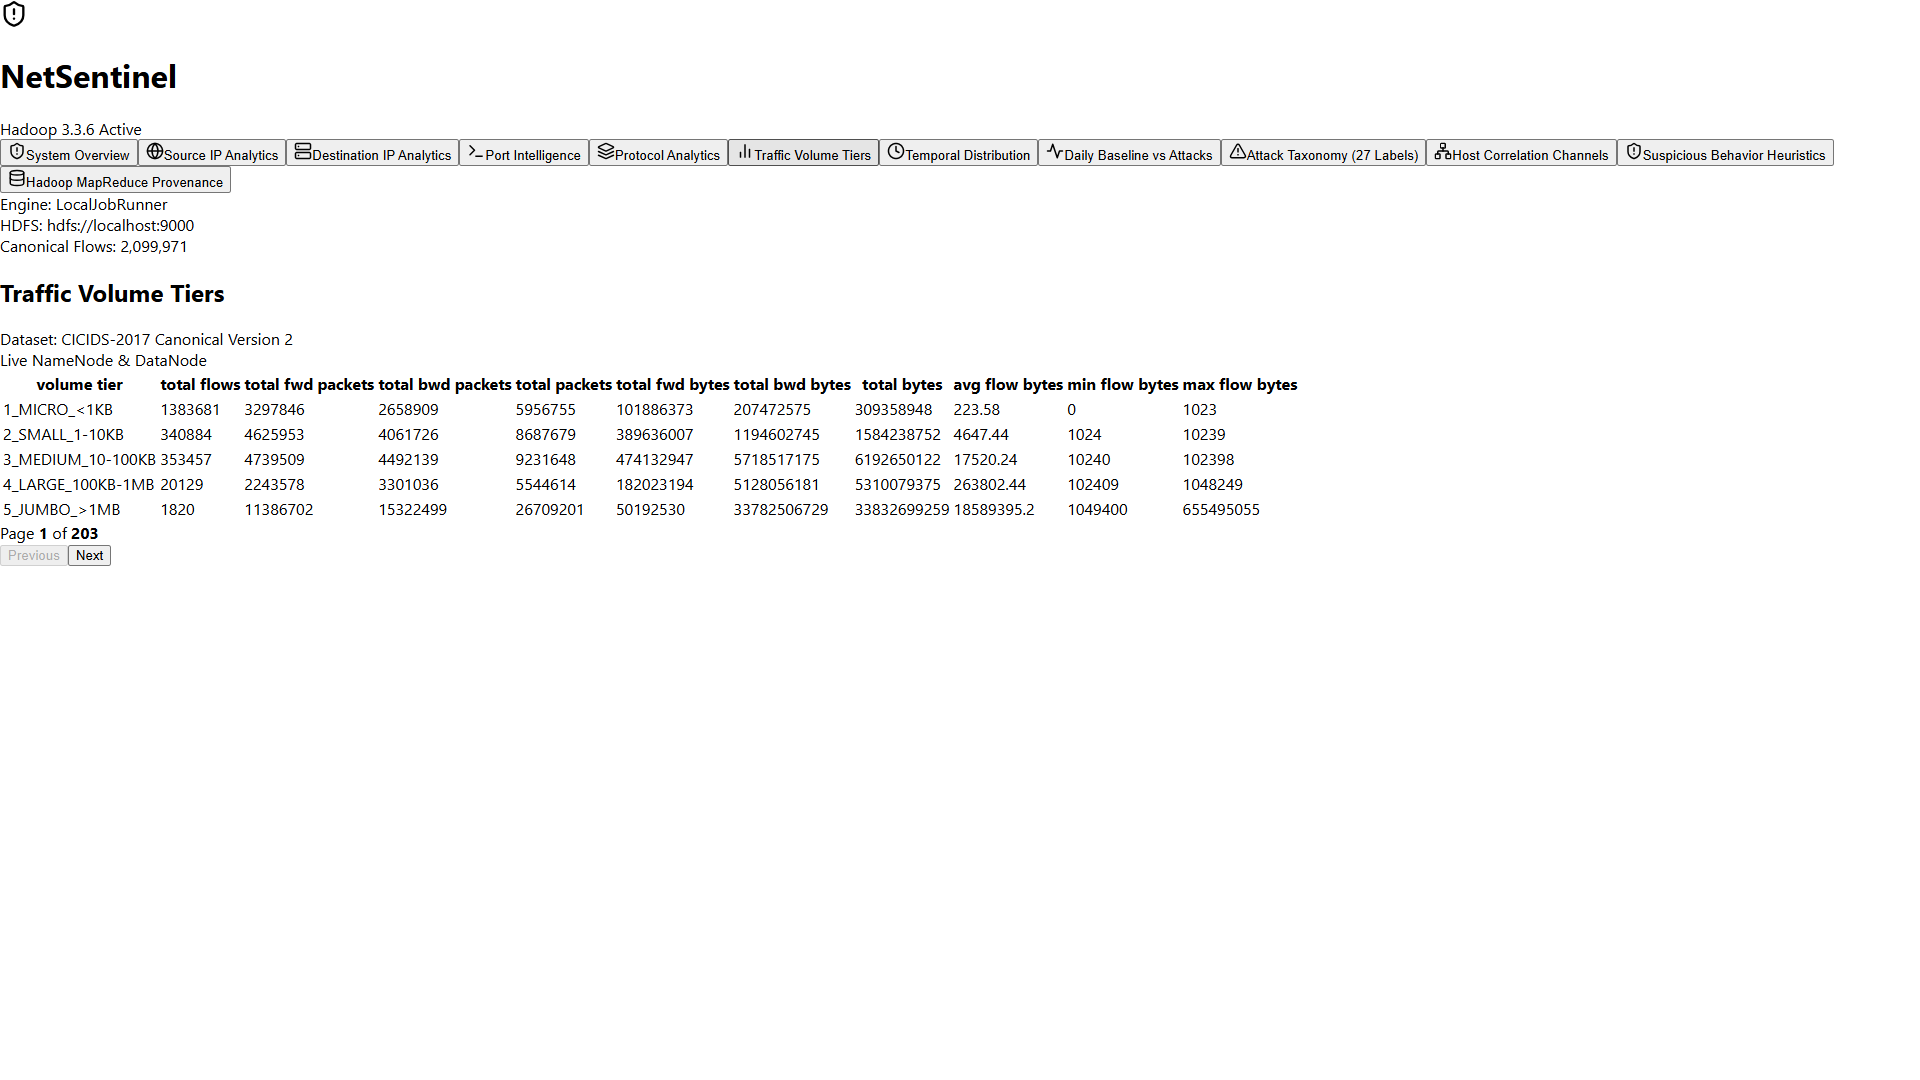 NetSentinel
Hadoop 3.3.6 Active
System Overview Source IP Analytics Destination IP Analytics Port Intelligence Protocol Analytics Traffic Volume Tiers Temporal Distribution Daily Baseline vs Attacks Attack Taxonomy (27 Labels) Host Correlation Channels Suspicious Behavior Heuristics
Hadoop MapReduce Provenance
Engine: LocalJobRunner
HDFS: hdfs://localhost:9000
Canonical Flows: 2,099,971
Traffic Volume Tiers
Dataset: CICIDS-2017 Canonical Version 2
Live NameNode & DataNode
volume tier total flows total fwd packets total bwd packets total packets total fwd bytes total bwd bytes total bytes avg flow bytes min flow bytes max flow bytes
1_MICRO_<1KB 1383681 3297846 2658909 5956755 101886373 207472575 309358948 223.58 0 1023
2_SMALL_1-10KB 340884 4625953 4061726 8687679 389636007 1194602745 1584238752 4647.44 1024 10239
3_MEDIUM_10-100KB 353457 4739509 4492139 9231648 474132947 5718517175 6192650122 17520.24 10240 102398
4_LARGE_100KB-1MB 20129 2243578 3301036 5544614 182023194 5128056181 5310079375 263802.44 102409 1048249
5_JUMBO_>1MB 1820 11386702 15322499 26709201 50192530 33782506729 33832699259 18589395.2 1049400 655495055
Page 1 of 203
Previous Next